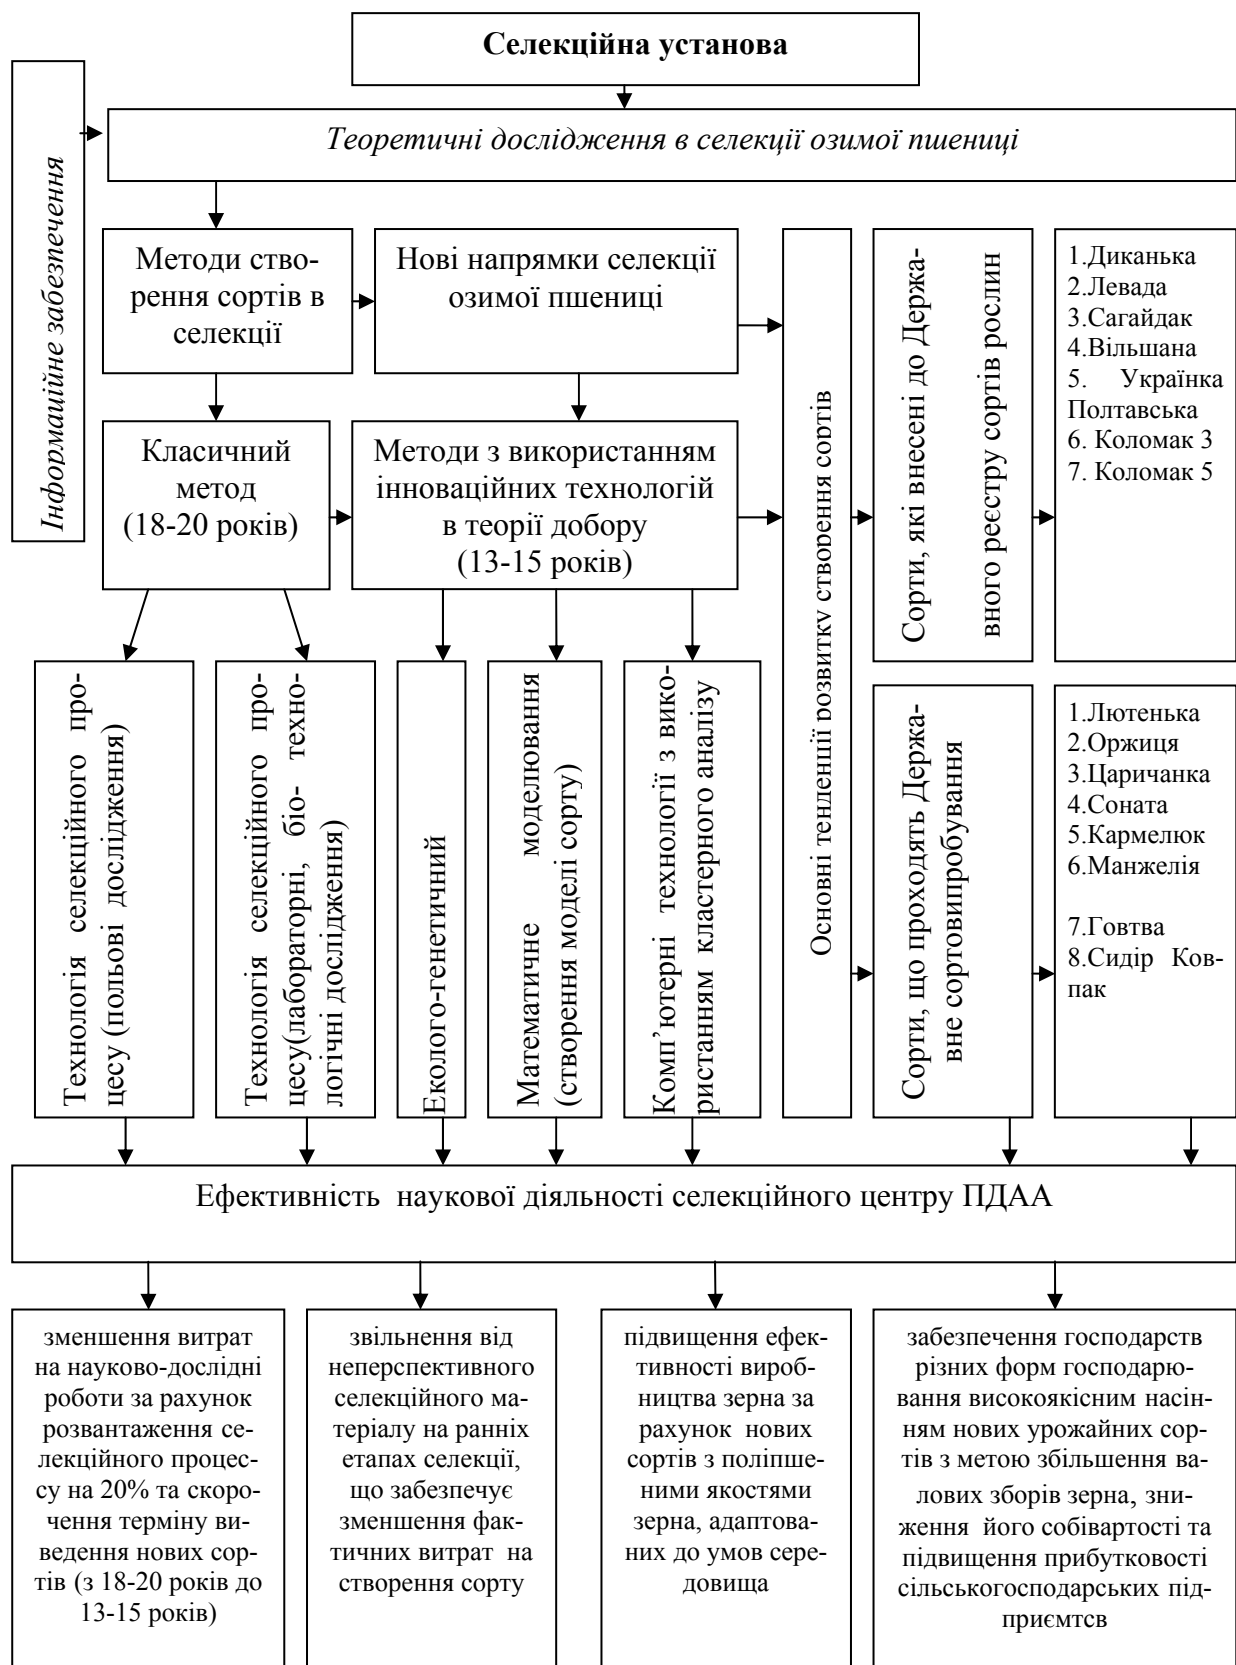 Селекційна установа
Інформаційне забезпечення
Теоретичні дослідження в селекції озимої пшениці
Методи ство-
рення сортів в
селекції
Нові напрямки селекції
озимої пшениці
Класичний
метод
(18-20 років)
Методи з використанням
інноваційних технологій
в теорії добору
(13-15 років)
Основні тенденції розвитку створення сортів
Сорти, які внесені до Держа-
вного реєстру сортів рослин
1.Диканька
2.Левада
3.Сагайдак
4.Вільшана
5. Українка
Полтавська
6. Коломак 3
7. Коломак 5
Технологія селекційного про-
цесу (польові дослідження)
Технологія селекційного про-
цесу(лабораторні, біо- техно-
логічні дослідження)
Еколого-генетичний
Математичне моделювання
(створення моделі сорту)
Комп’ютерні технології з вико-
ристанням кластерного аналізу
Сорти, що проходять Держа-
вне сортовипробування
1.Лютенька
2.Оржиця
3.Царичанка
4.Соната
5.Кармелюк
6.Манжелія
7.Говтва
8.Сидір Ков-
пак
Ефективність наукової діяльності селекційного центру ПДАА
зменшення витрат
на науково-дослідні
роботи за рахунок
розвантаження се-
лекційного процес-
су на 20% та скоро-
чення терміну ви-
ведення нових сор-
тів (з 18-20 років до
13-15 років)
звільнення від
неперспективного
селекційного ма-
теріалу на ранніх
етапах селекції,
що забезпечує
зменшення фак-
тичних витрат на
створення сорту
підвищення ефек-
тивності вироб-
ництва зерна за
рахунок нових
сортів з поліпше-
ними якостями
зерна, адаптова-
них до умов сере-
довища
забезпечення господарств
різних форм господарю-
вання високоякісним насін-
ням нових урожайних сор-
тів з метою збільшення ва-
лових зборів зерна, зни-
ження його собівартості та
підвищення прибутковості
сільськогосподарських під-
приємтсв